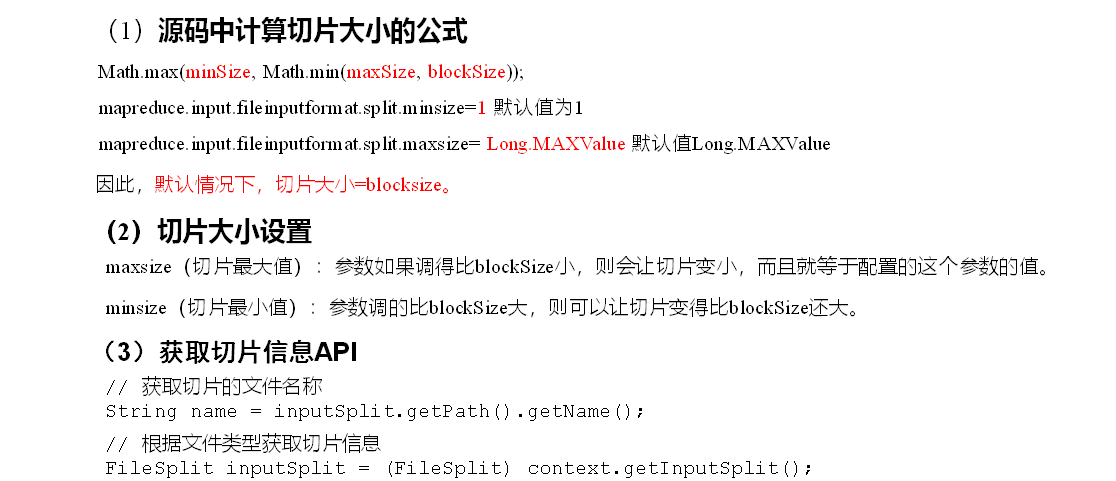 （1）源码中计算切片大小的公式
Math.max(minSize, Math.min(maxSize, blockSize));
mapreduce.input.fileinputformat.split.minsize=1 默认值为1
mapreduce.input.fileinputformat.split.maxsize= Long.MAXValue 默认值Long.MAXValue
因此，默认情况下，切片大小=blocksize。
（2）切片大小设置
maxsize（切片最大值）：参数如果调得比blockSize小，则会让切片变小，而且就等于配置的这个参数的值。
minsize（切片最小值）：参数调的比blockSize大，则可以让切片变得比blockSize还大。
（3）获取切片信息API
// 获取切片的文件名称
String name = inputSplit.getPath().getName();
// 根据文件类型获取切片信息
FileSplit inputSplit = (FileSplit) context.getInputSplit();